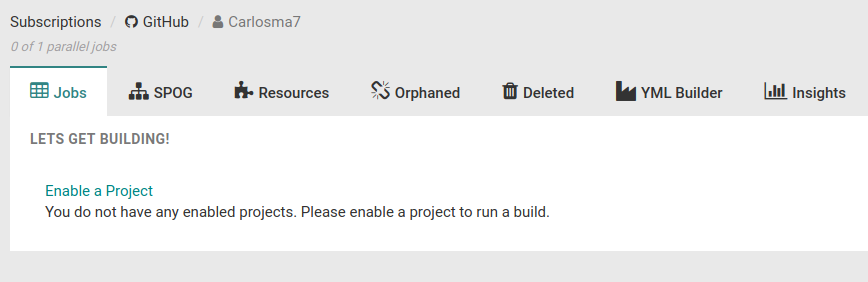 Subscriptions / GitHub / Carlosma7
0 of 1 parallel jobs
Jobs SPOG Resources Orphaned Deleted YML Builder Insights
LETS GET BUILDING!
Enable a Project
You do not have any enabled projects. Please enable a project to run a build.